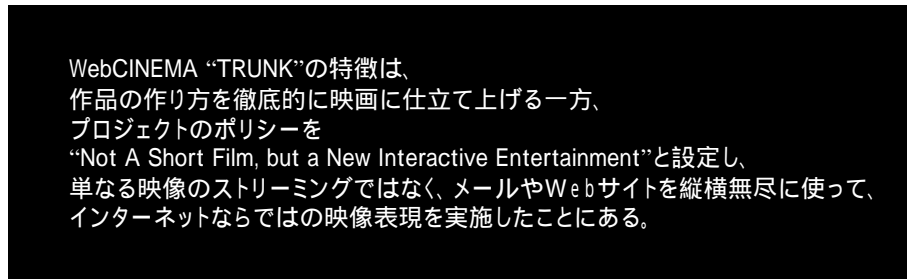 WebCINEMA “TRUNK”の特徴は、
作品の作り方を徹底的に映画に仕立て上げる一方、
プロジェクトのポリシーを
“Not A Short Film, but a New Interactive Entertainment”と設定し、
単なる映像のストリーミングではなく、メールやＷｅｂサイトを縦横無尽に使って、
インターネットならではの映像表現を実施したことにある。